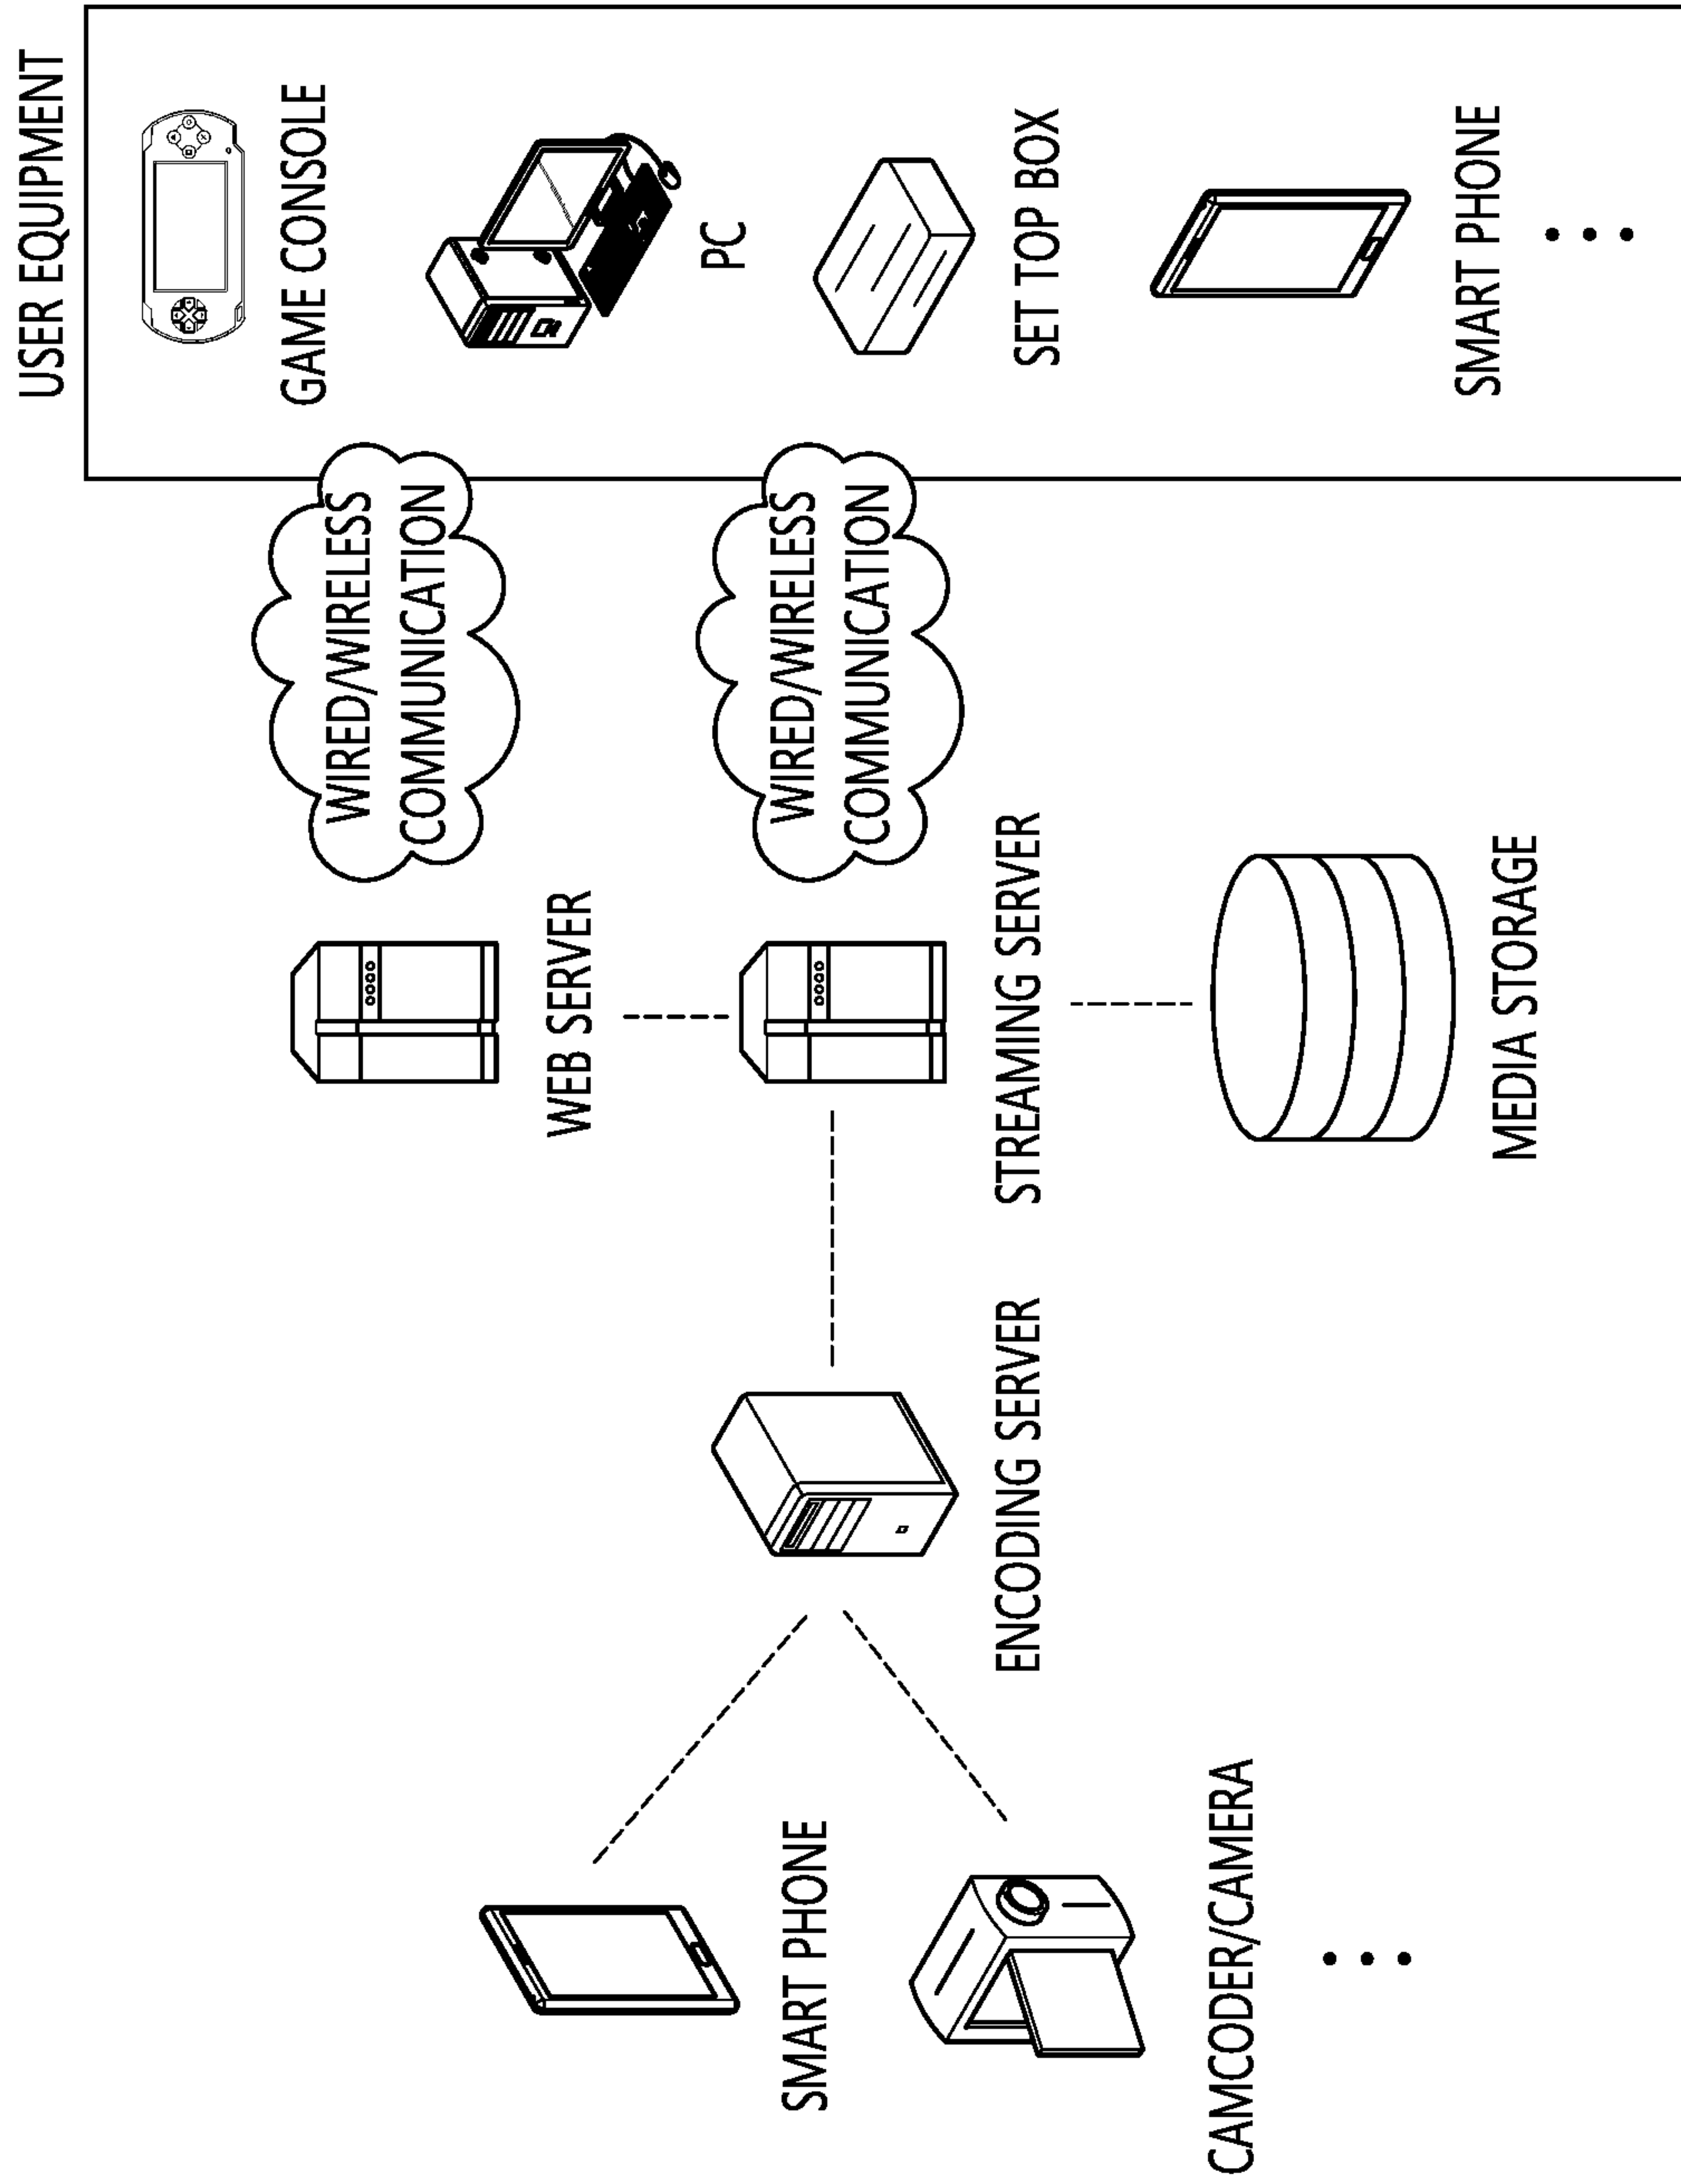 SMART PHONE
CAMCODER/CAMERA
ENCODING SERVER
WEB SERVER
STREAMING SERVER
MEDIA STORAGE
WIRED/WIRELESS
COMMUNICATION
WIRED/WIRELESS
COMMUNICATION
USER EQUIPMENT
GAME CONSOLE
PC
SET TOP BOX
SMART PHONE